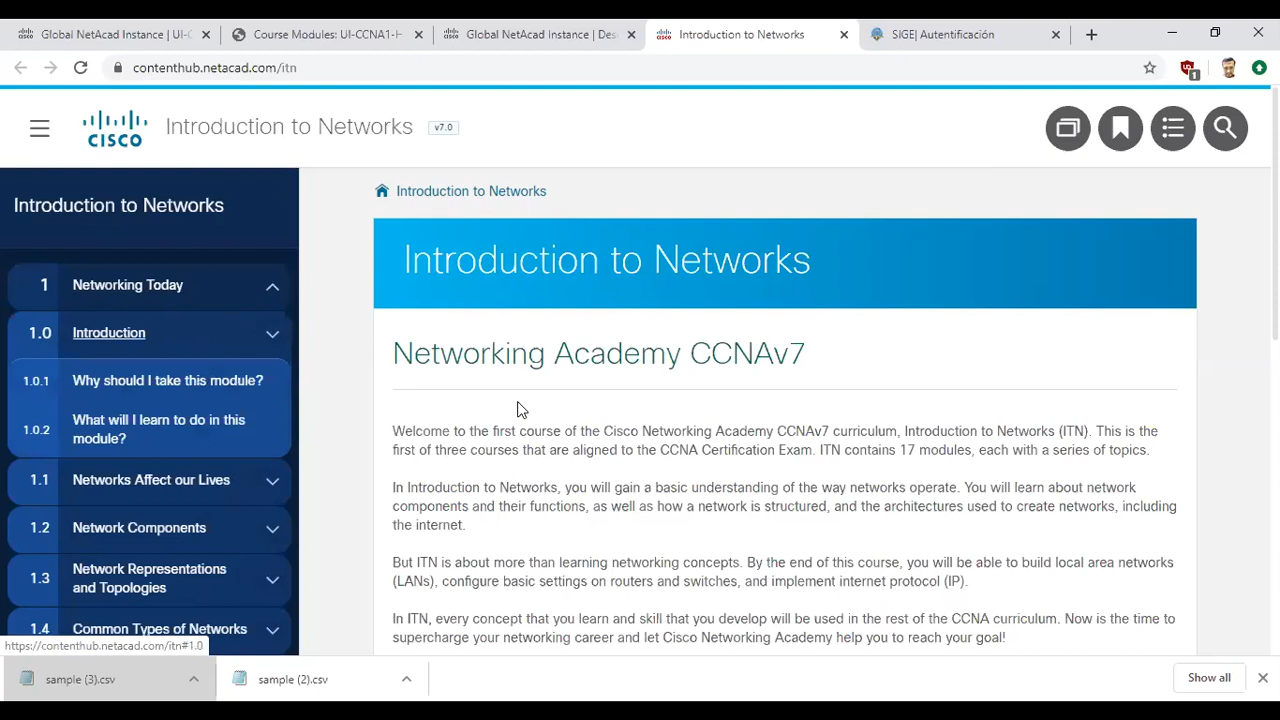 Global NetAcad Instance | UI-C
Course Modules: UI-CCNA1-H
Global NetAcad Instance | Des
Introduction to Networks
SIGE| Autentificación
contenthub.netacad.com/itn
1
CISCO
Introduction to Networks
v7.0
Introduction to Networks
1 Networking Today
1.0 Introduction
1.0.1 Why should I take this module?
1.0.2 What will I learn to do in this
module?
1.1 Networks Affect our Lives
1.2 Network Components
1.3 Network Representations
and Topologies
1.4 Common Types of Networks
https://contenthub.netacad.com/itn#1.0
Introduction to Networks
Introduction to Networks
Networking Academy CCNAv7
Welcome to the first course of the Cisco Networking Academy CCNAv7 curriculum, Introduction to Networks (ITN). This is the
first of three courses that are aligned to the CCNA Certification Exam. ITN contains 17 modules, each with a series of topics.
In Introduction to Networks, you will gain a basic understanding of the way networks operate. You will learn about network
components and their functions, as well as how a network is structured, and the architectures used to create networks, including
the internet.
But ITN is about more than learning networking concepts. By the end of this course, you will be able to build local area networks
(LANs), configure basic settings on routers and switches, and implement internet protocol (IP).
In ITN, every concept that you learn and skill that you develop will be used in the rest of the CCNA curriculum. Now is the time to
supercharge your networking career and let Cisco Networking Academy help you to reach your goal!
sample (3).csv
sample (2).csv
Show all